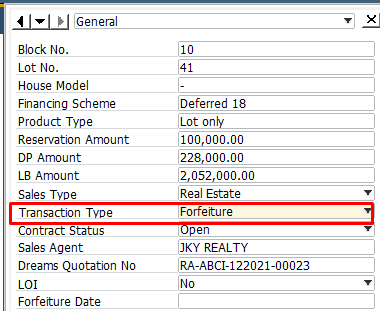 General
Block No. 10
Lot No. 41
House Model -
Financing Scheme Deferred 18
Product Type Lot only
Reservation Amount 100,000.00
DP Amount 228,000.00
LB Amount 2,052,000.00
Sales Type Real Estate
Transaction Type Forfeiture
Contract Status Open
Sales Agent JKY REALTY
Dreams Quotation No RA-ABCI-122021-00023
LOI No
Forfeiture Date